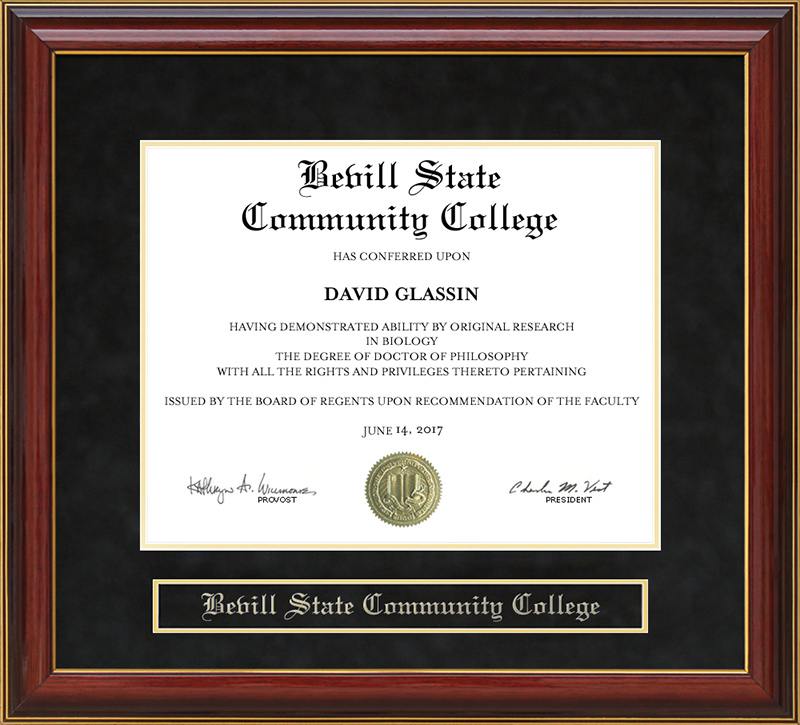 Bevill State
Community College
HAS CONFERRED UPON
DAVID GLASSIN
HAVING DEMONSTRATED ABILITY BY ORIGINAL RESEARCH
IN BIOLOGY
THE DEGREE OF DOCTOR OF PHILOSOPHY
WITH ALL THE RIGHTS AND PRIVILEGES THERETO PERTAINING
ISSUED BY THE BOARD OF REGENTS UPON RECOMMENDATION OF THE FACULTY
JUNE 14, 2017
Charles M. Vest
PROVOST
PRESIDENT
Bevill State Community College